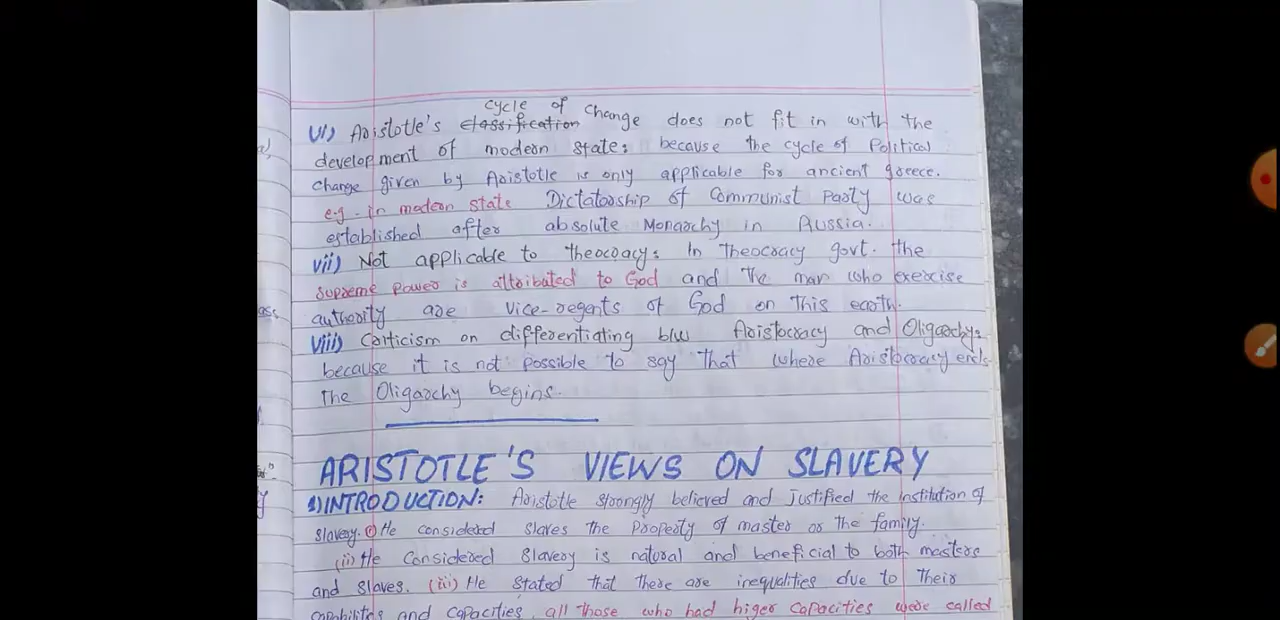 vi) Aristotle's classification cycle of change does not fit in with the
development of modern state: because the cycle of Political
change given by Aristotle is only applicable for ancient greece.
e.g - in modern state Dictatorship of Communist Party was
established after absolute Monarchy in Russia.
vii) Not applicable to theocracy: In Theocracy govt. the
supreme power is attributed to God and the man who exercise
authority are vice-regents of God on this earth.
viii) Criticism on differentiating b/w Aristocracy and Oligarchy:
because it is not possible to say that where Aristocracy ends
The Oligarchy begins.
ARISTOTLE'S VIEWS ON SLAVERY
1) INTRODUCTION: Aristotle strongly believed and justified the institution of
slavery. (i) He considered slaves the property of master or the family.
(ii) He considered slavery is natural and beneficial to both masters
and slaves. (iii) He stated that there are inequalities due to their
capabilites and capacities, all those who had higer capacities were called